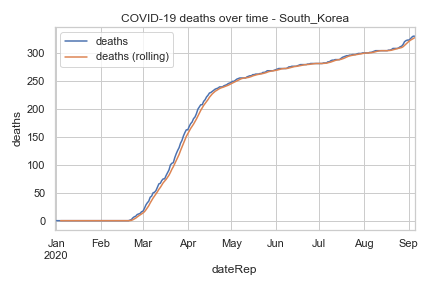 COVID-19 deaths over time - South_Korea
deaths
deaths (rolling)
deaths
300
250
200
150
100
50
0
Jan Feb Mar Apr May Jun Jul Aug Sep
2020
dateRep